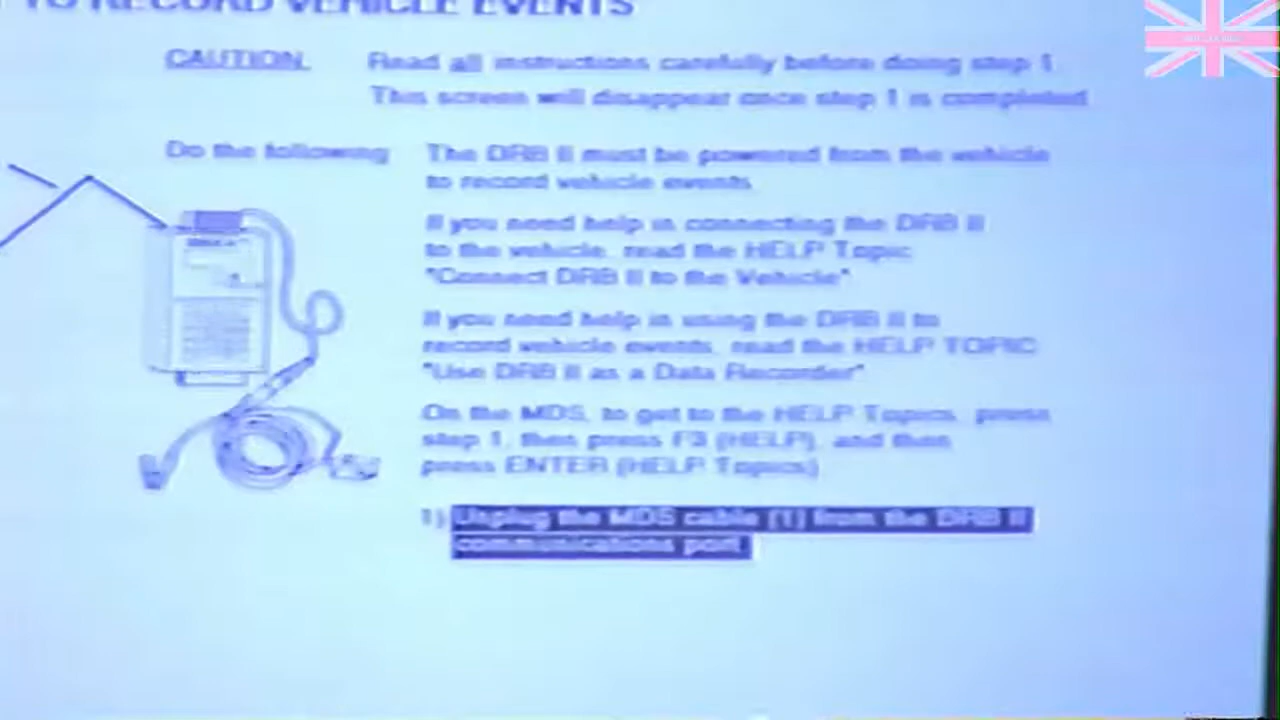 TO RECORD VEHICLE EVENTS
CAUTION: Read all instructions carefully before doing step 1.
This screen will disappear once step 1 is completed.
Do the following: The DRB II must be powered from the vehicle
to record vehicle events.
If you need help in connecting the DRB II
to the vehicle, read the HELP Topic
"Connect DRB II to the Vehicle"
If you need help in using the DRB II to
record vehicle events, read the HELP TOPIC
"Use DRB II as a Data Recorder"
On the MDS, to get to the HELP Topics, press
step 1, then press F3 (HELP), and then
press ENTER (HELP Topics)
1) Unplug the MDS cable [1] from the DRB II
communications port.